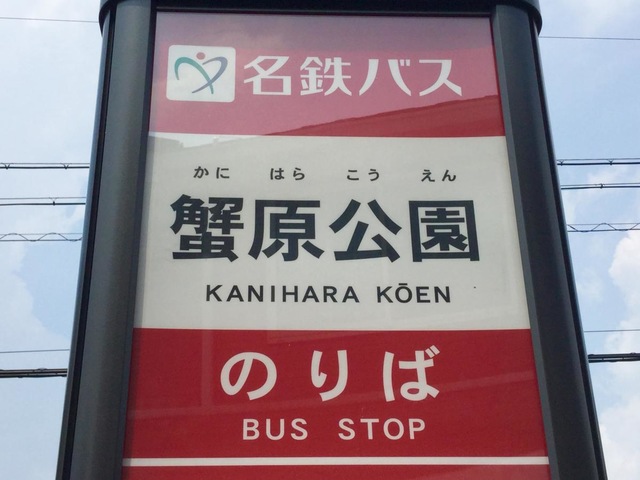 名鉄バス
かに はら こう えん
蟹原公園
KANIHARA KŌEN
のりば
BUS STOP